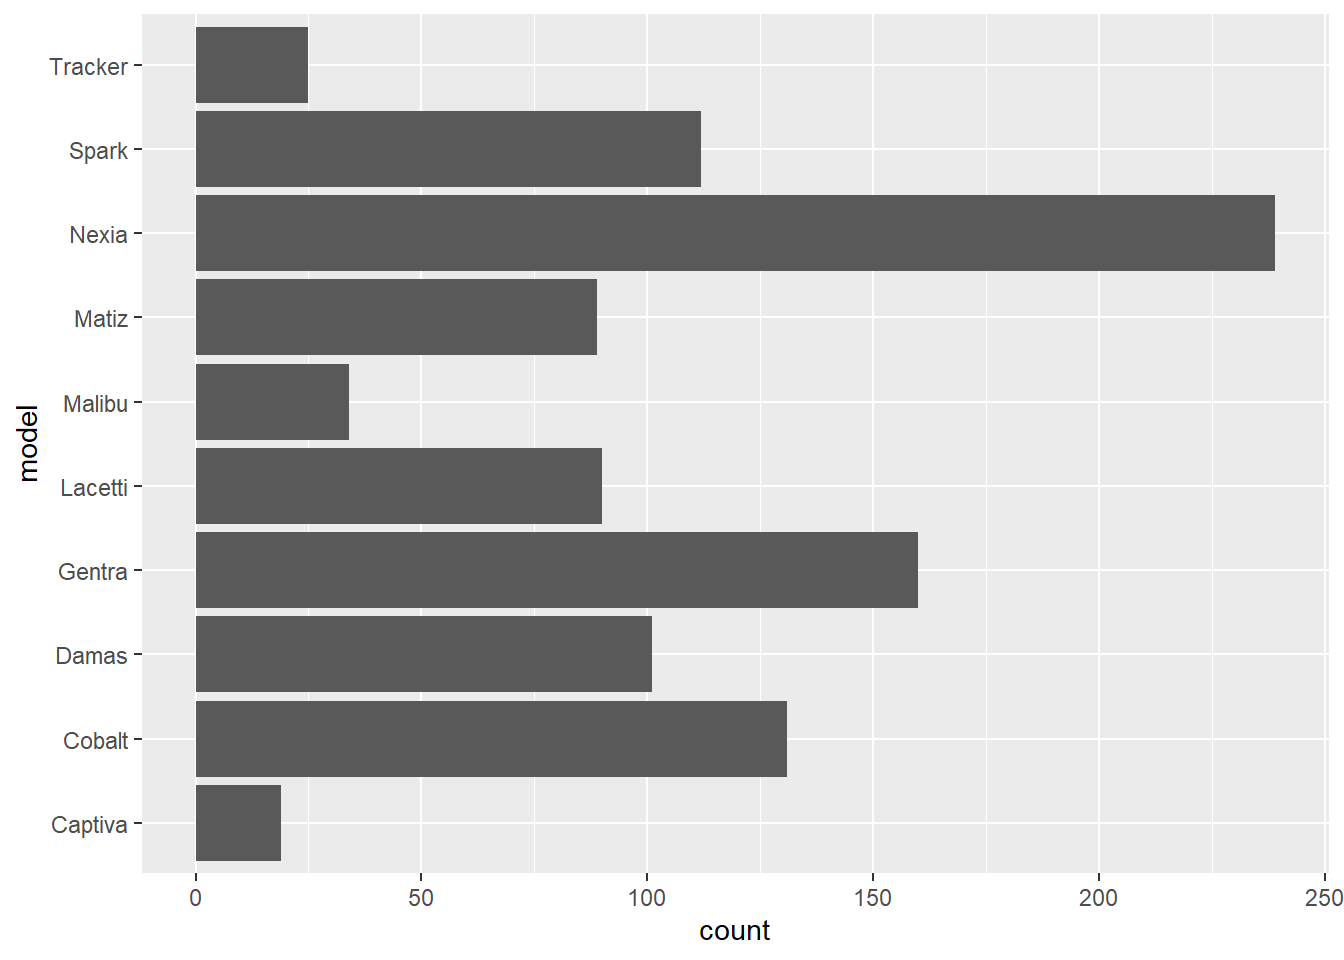 Tracker
Spark
Nexia
Matiz
Malibu
Lacetti
Gentra
Damas
Cobalt
Captiva
model
0 50 100 150 200 250
count